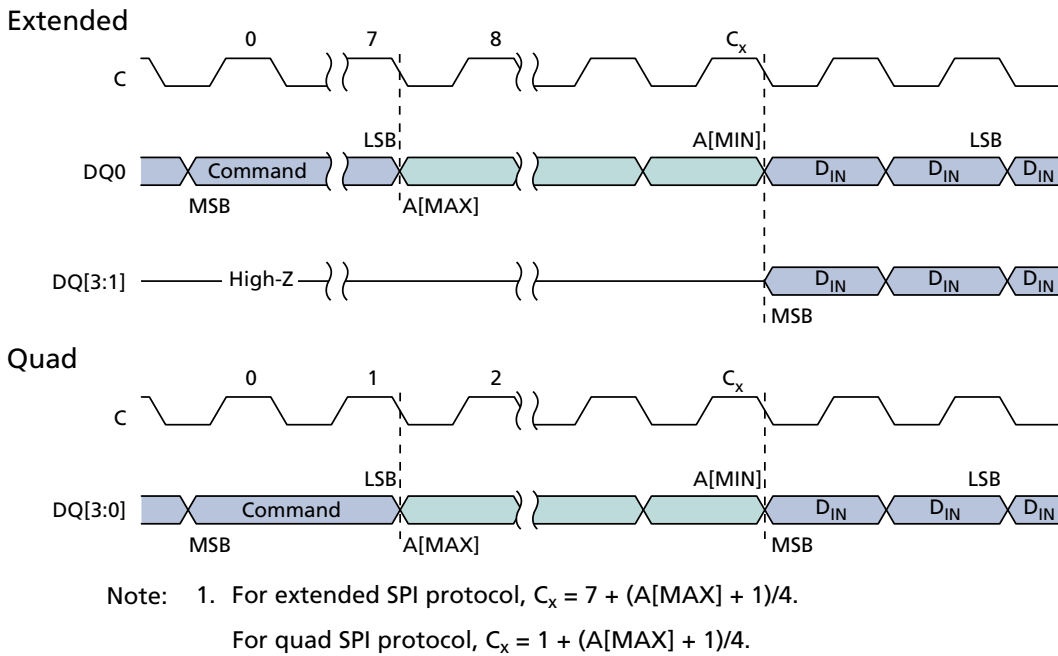 Extended
0 7 8 Cx
C
LSB A[MIN] LSB
DQ0 Command DIN DIN DIN
MSB A[MAX]
DQ[3:1] High-Z DIN DIN DIN
MSB
Quad
0 1 2 Cx
C
LSB A[MIN] LSB
DQ[3:0] Command DIN DIN DIN
MSB A[MAX] MSB
Note: 1. For extended SPI protocol, Cx = 7 + (A[MAX] + 1)/4.
For quad SPI protocol, Cx = 1 + (A[MAX] + 1)/4.